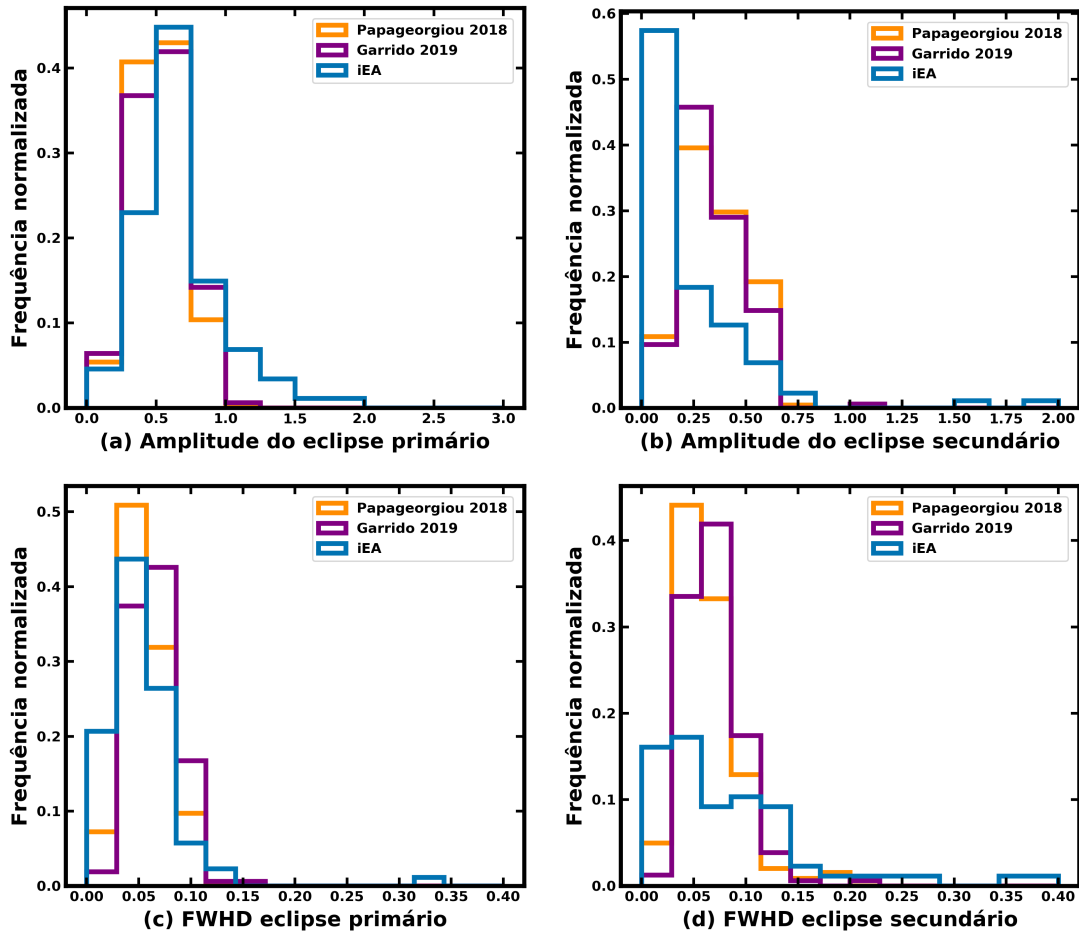 Frequência normalizada
0.4
0.3
0.2
0.1
0.0
Papageorgiou 2018
Garrido 2019
iEA
0.0 0.5 1.0 1.5 2.0 2.5 3.0
(a) Amplitude do eclipse primário
Frequência normalizada
0.6
0.5
0.4
0.3
0.2
0.1
0.0
Papageorgiou 2018
Garrido 2019
iEA
0.00 0.25 0.50 0.75 1.00 1.25 1.50 1.75 2.00
(b) Amplitude do eclipse secundário
Frequência normalizada
0.5
0.4
0.3
0.2
0.1
0.0
Papageorgiou 2018
Garrido 2019
iEA
0.00 0.05 0.10 0.15 0.20 0.25 0.30 0.35 0.40
(c) FWHD eclipse primário
Frequência normalizada
0.4
0.3
0.2
0.1
0.0
Papageorgiou 2018
Garrido 2019
iEA
0.00 0.05 0.10 0.15 0.20 0.25 0.30 0.35 0.40
(d) FWHD eclipse secundário